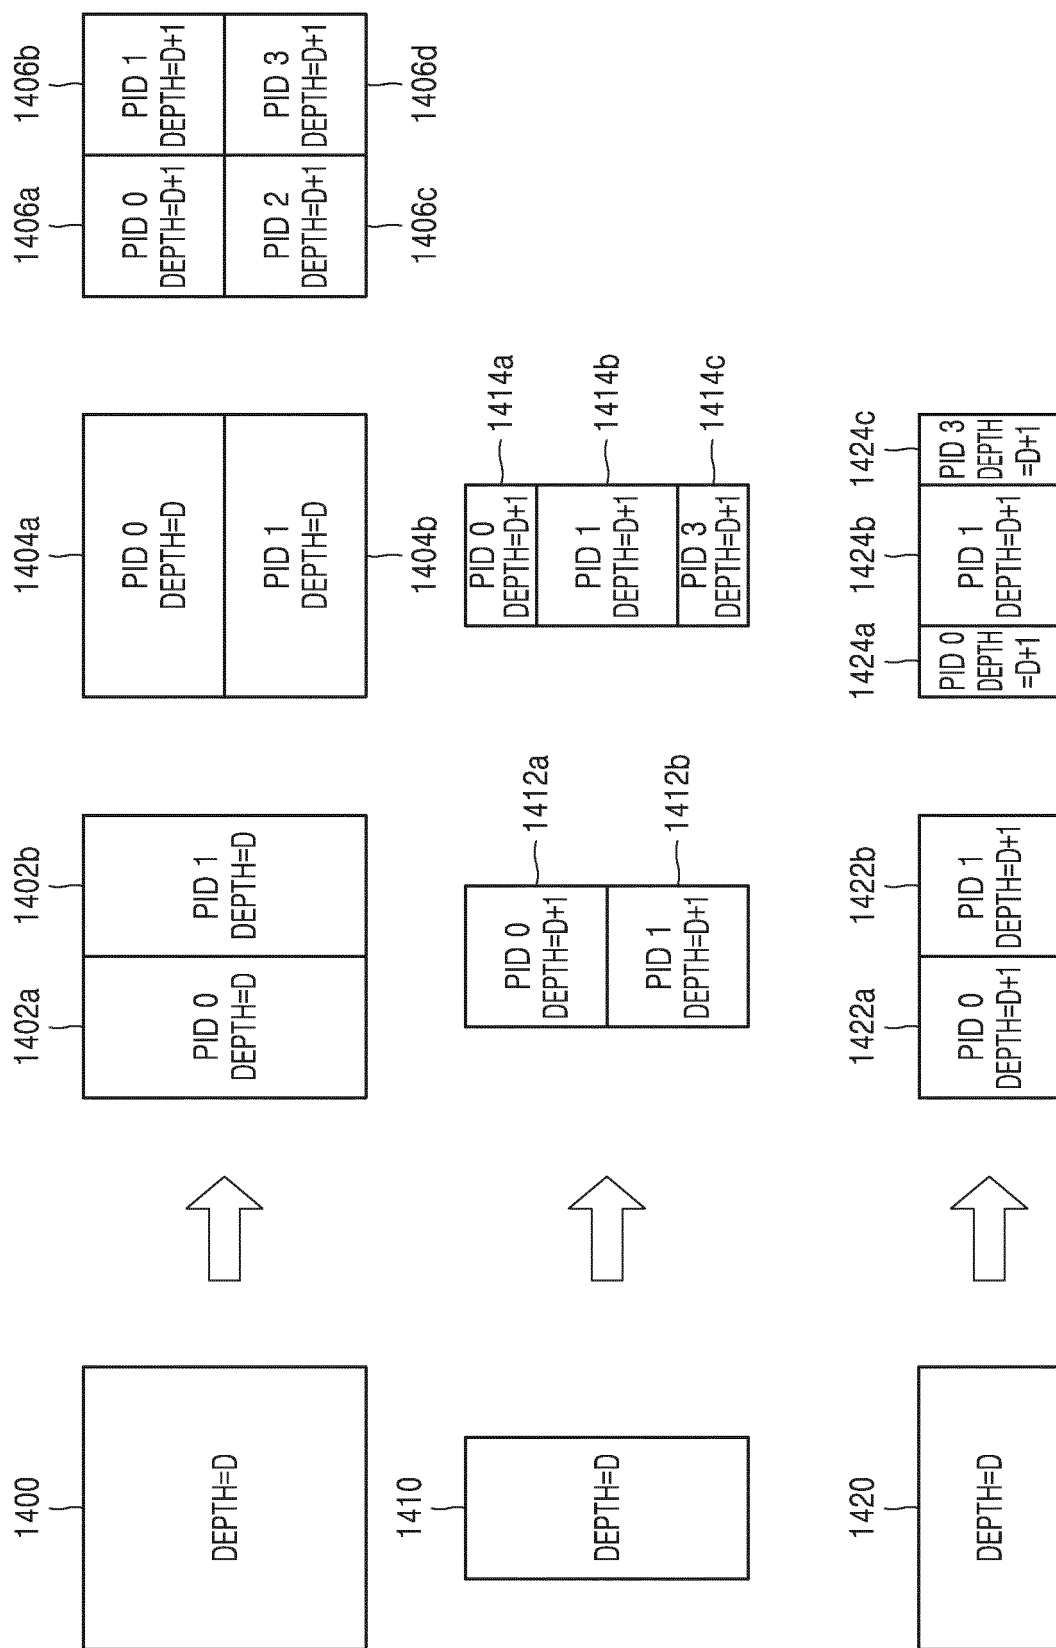 1400
DEPTH=D
1402a
1402b
PID 0
DEPTH=D
PID 1
DEPTH=D
1404a
PID 0
DEPTH=D
PID 1
DEPTH=D
1404b
1406a
1406b
PID 0
DEPTH=D+1
PID 1
DEPTH=D+1
PID 2
DEPTH=D+1
PID 3
DEPTH=D+1
1406c
1406d
1410
DEPTH=D
PID 0
DEPTH=D+1
1412a
PID 1
DEPTH=D+1
1412b
PID 0
DEPTH=D+1
1414a
PID 1
DEPTH=D+1
1414b
PID 3
DEPTH=D+1
1414c
1420
DEPTH=D
1422a
1422b
PID 0
DEPTH=D+1
PID 1
DEPTH=D+1
1424a
1424b
1424c
PID 0
DEPTH
=D+1
PID 1
DEPTH=D+1
PID 3
DEPTH
=D+1